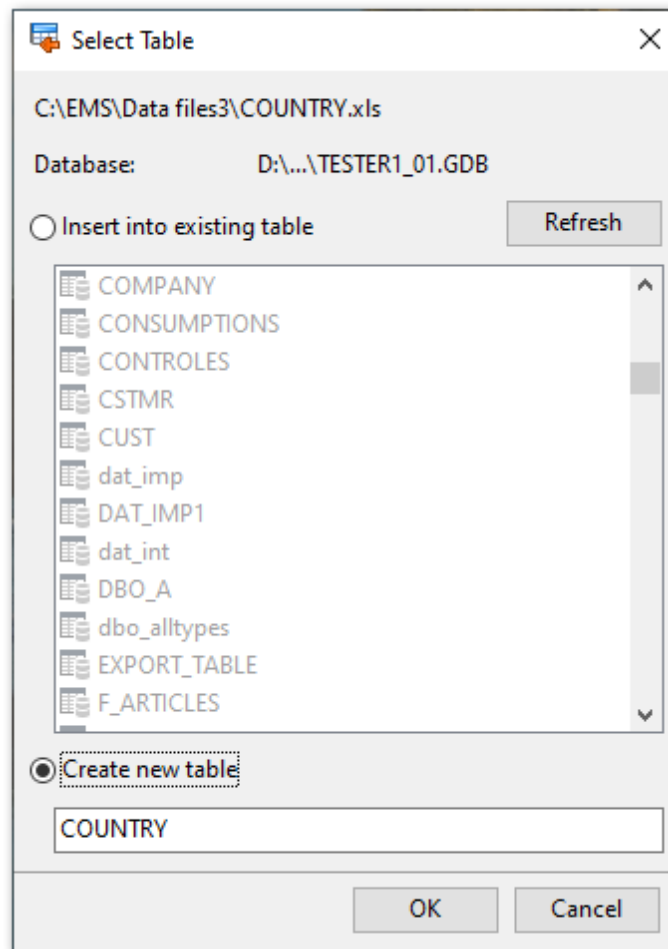 Select Table
C:\EMS\Data files3\COUNTRY.xls
Database: D:\...\TESTER1_01.GDB
Insert into existing table Refresh
COMPANY
CONSUMPTIONS
CONTROLES
CSTMR
CUST
dat_imp
DAT_IMP1
dat_int
DBO_A
dbo_alltypes
EXPORT_TABLE
F_ARTICLES
Create new table
COUNTRY
OK Cancel